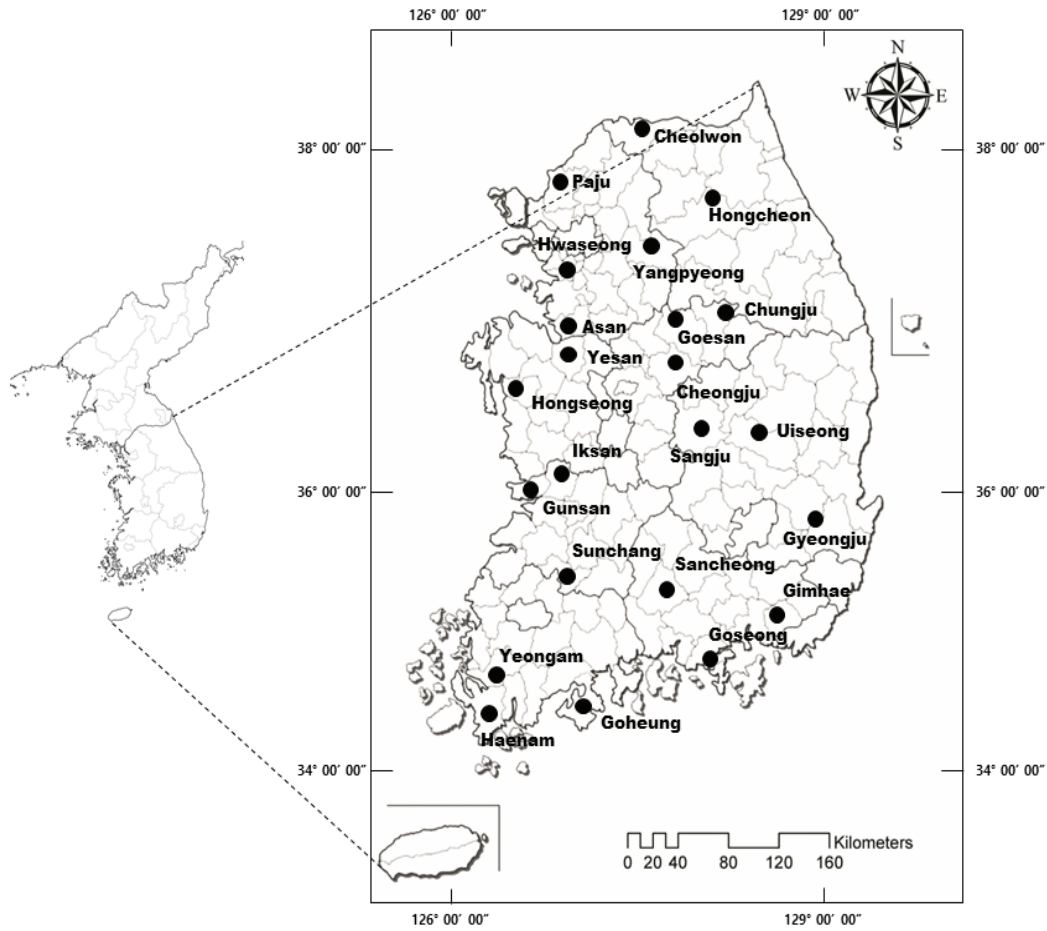 126° 00′ 00″ 129° 00′ 00″
N
W E
S
38° 00′ 00″ 38° 00′ 00″
Cheolwon
Paju
Hongcheon
Hwaseong
Yangpyeong
Chungju
Asan
Goesan
Yesan
Cheongju
Hongseong
Uiseong
Iksan
Sangju
36° 00′ 00″ 36° 00′ 00″
Gunsan
Gyeongju
Sunchang
Sancheong
Gimhae
Goseong
Yeongam
Goheung
Haenam
34° 00′ 00″ 34° 00′ 00″
Kilometers
0 20 40 80 120 160
126° 00′ 00″ 129° 00′ 00″